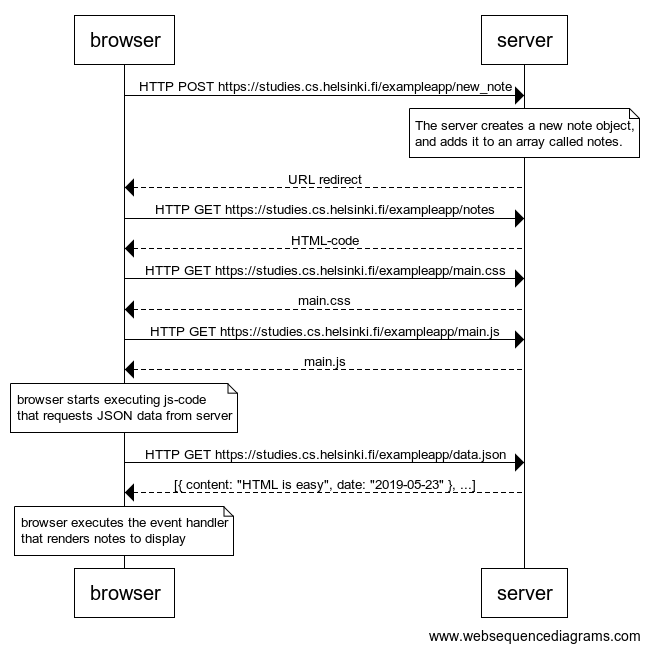 browser
server
HTTP POST https://studies.cs.helsinki.fi/exampleapp/new_note
The server creates a new note object,
and adds it to an array called notes.
URL redirect
HTTP GET https://studies.cs.helsinki.fi/exampleapp/notes
HTML-code
HTTP GET https://studies.cs.helsinki.fi/exampleapp/main.css
main.css
HTTP GET https://studies.cs.helsinki.fi/exampleapp/main.js
main.js
browser starts executing js-code
that requests JSON data from server
HTTP GET https://studies.cs.helsinki.fi/exampleapp/data.json
[{ content: "HTML is easy", date: "2019-05-23" }, ...]
browser executes the event handler
that renders notes to display
browser
server
www.websequencediagrams.com